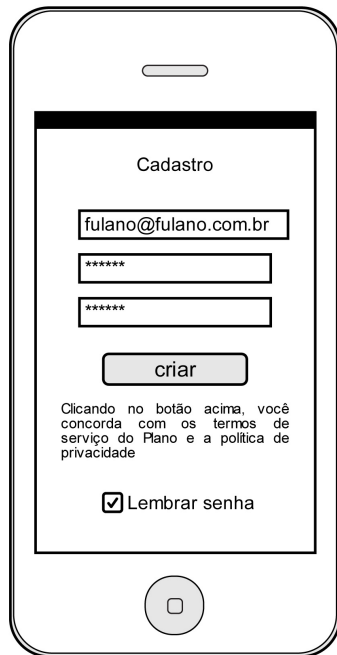 Cadastro
fulano@fulano.com.br
******
******
criar
Clicando no botão acima, você
concorda com os termos de
serviço do Plano e a política de
privacidade
Lembrar senha